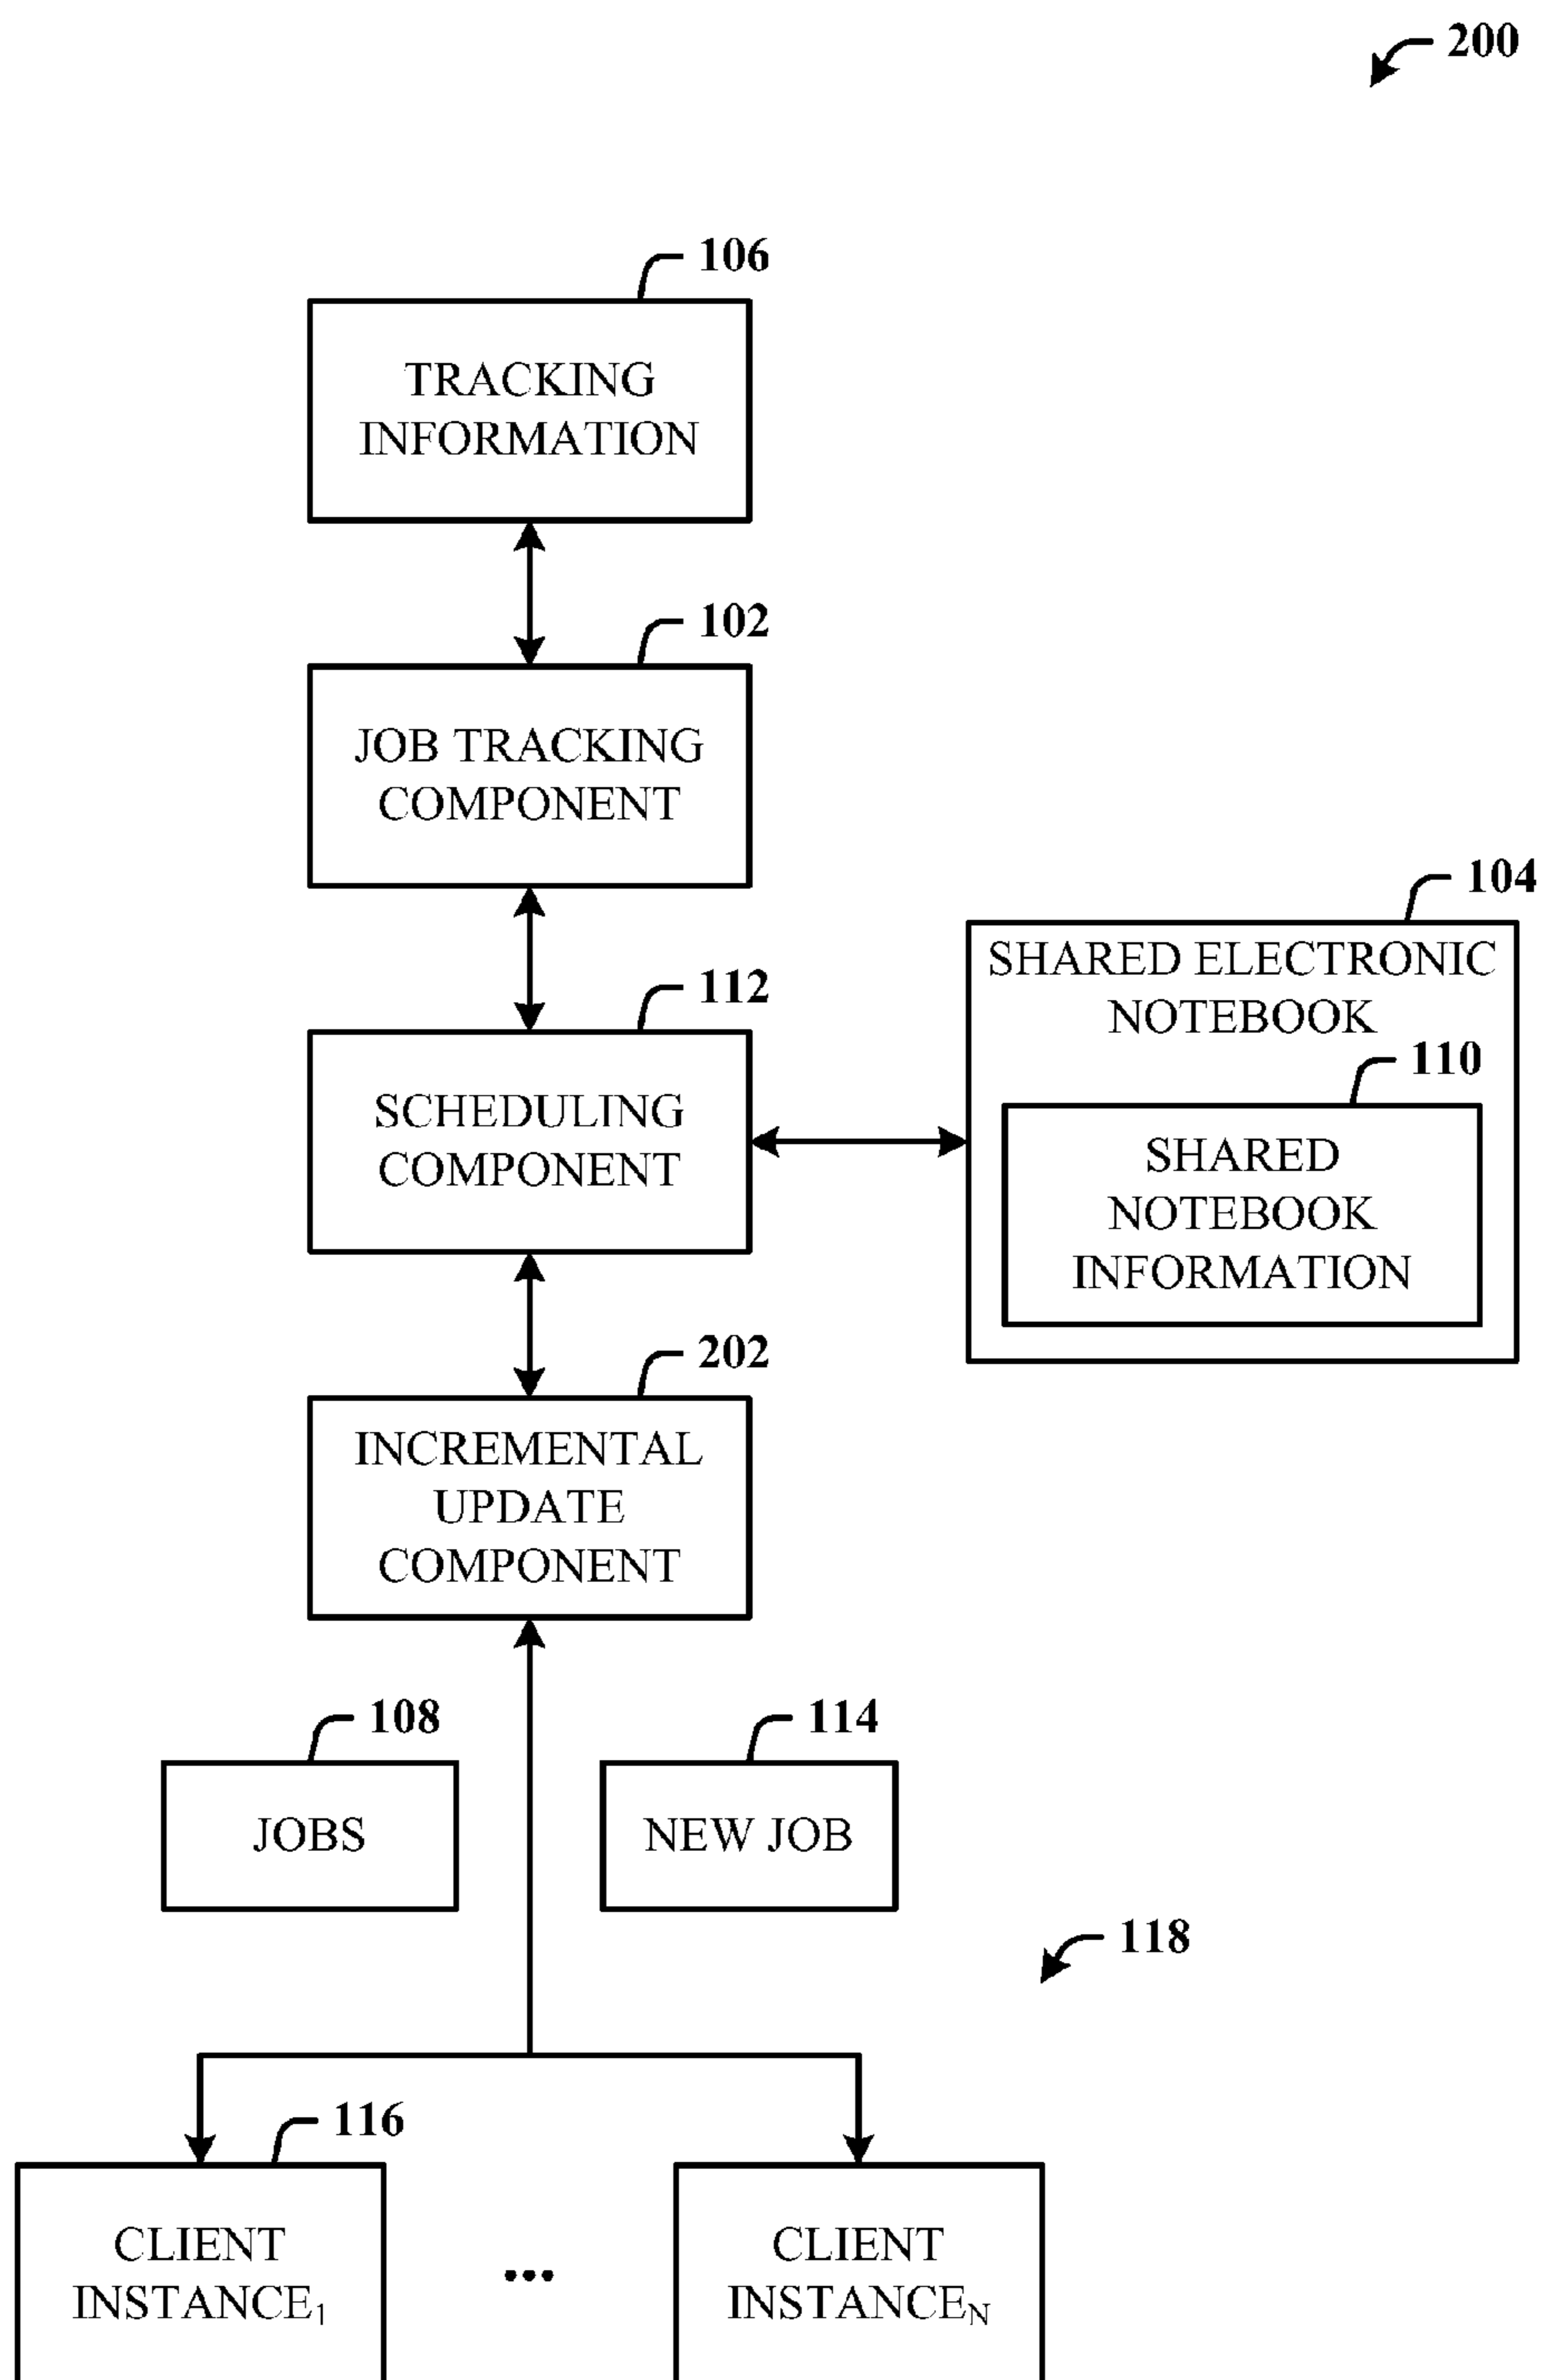 200
106
TRACKING
INFORMATION
102
JOB TRACKING
COMPONENT
104
SHARED ELECTRONIC
NOTEBOOK
112
SCHEDULING
COMPONENT
110
SHARED
NOTEBOOK
INFORMATION
202
INCREMENTAL
UPDATE
COMPONENT
108
JOBS
114
NEW JOB
118
116
CLIENT
INSTANCE1
...
CLIENT
INSTANCEN